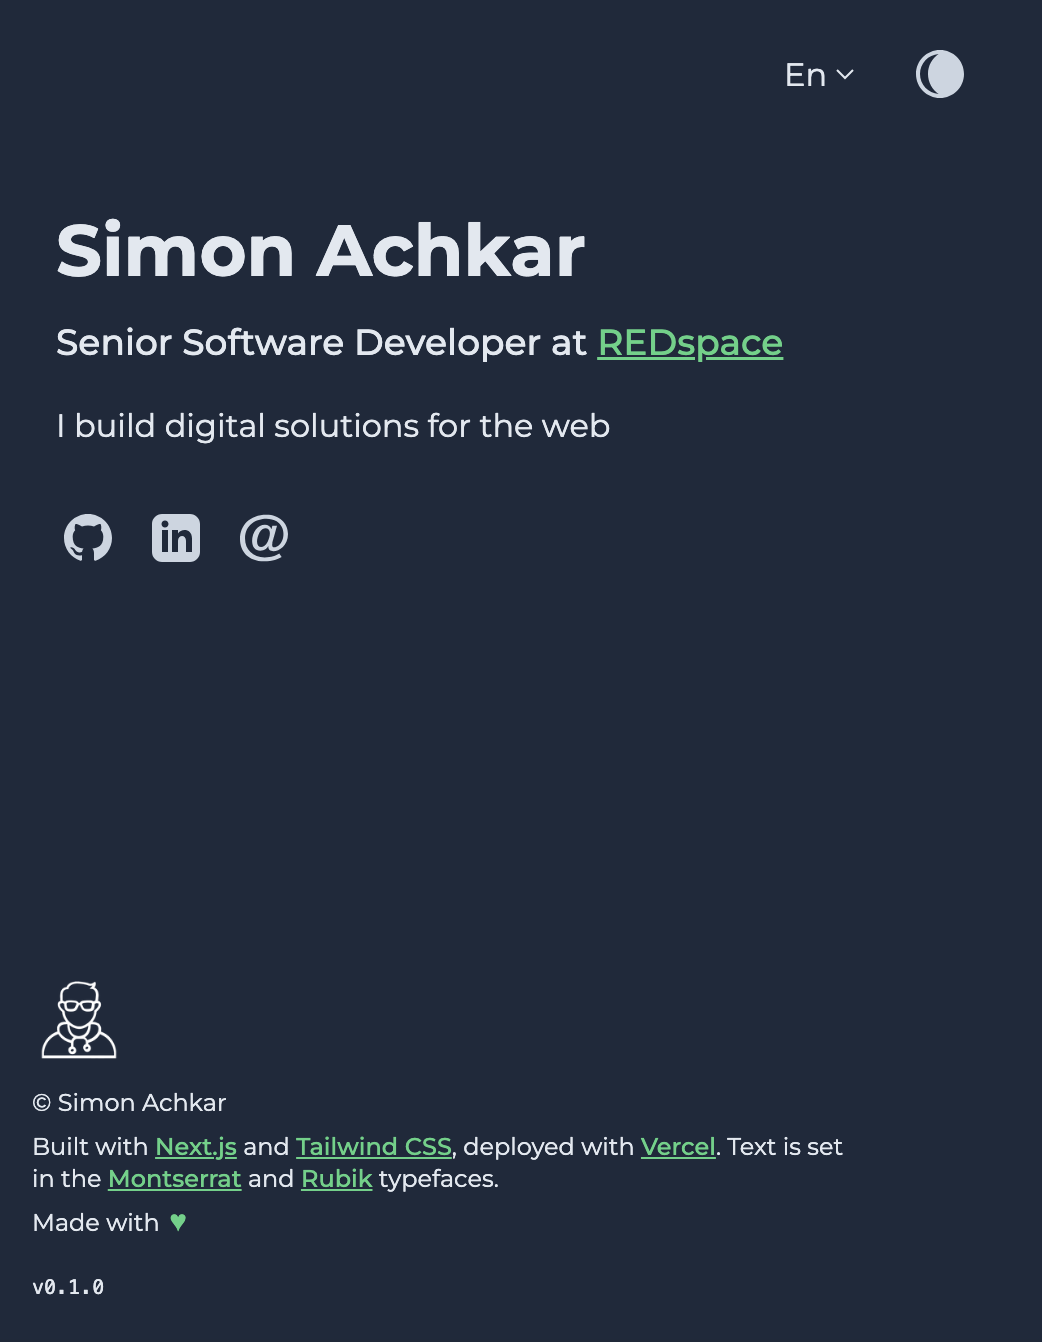 En
Simon Achkar
Senior Software Developer at REDspace
I build digital solutions for the web
in @
© Simon Achkar
Built with Next.js and Tailwind CSS, deployed with Vercel. Text is set
in the Montserrat and Rubik typefaces.
Made with ♥
v0.1.0